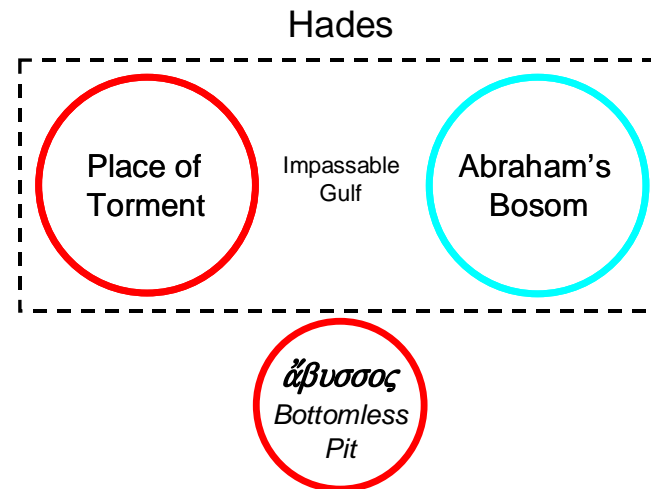 Hades
Place of
Torment
Impassable
Gulf
Abraham's
Bosom
ἄβυσσος
Bottomless
Pit